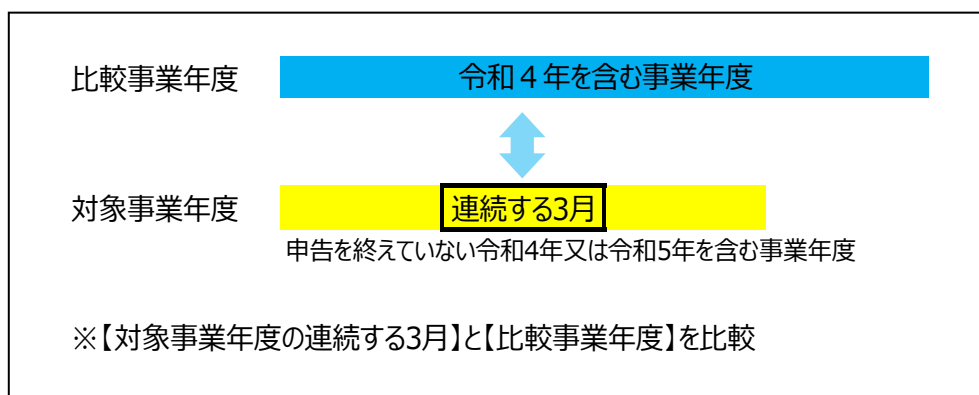 比較事業年度
令和４年を含む事業年度
対象事業年度
連続する3月
申告を終えていない令和4年又は令和5年を含む事業年度
※【対象事業年度の連続する3月】と【比較事業年度】を比較